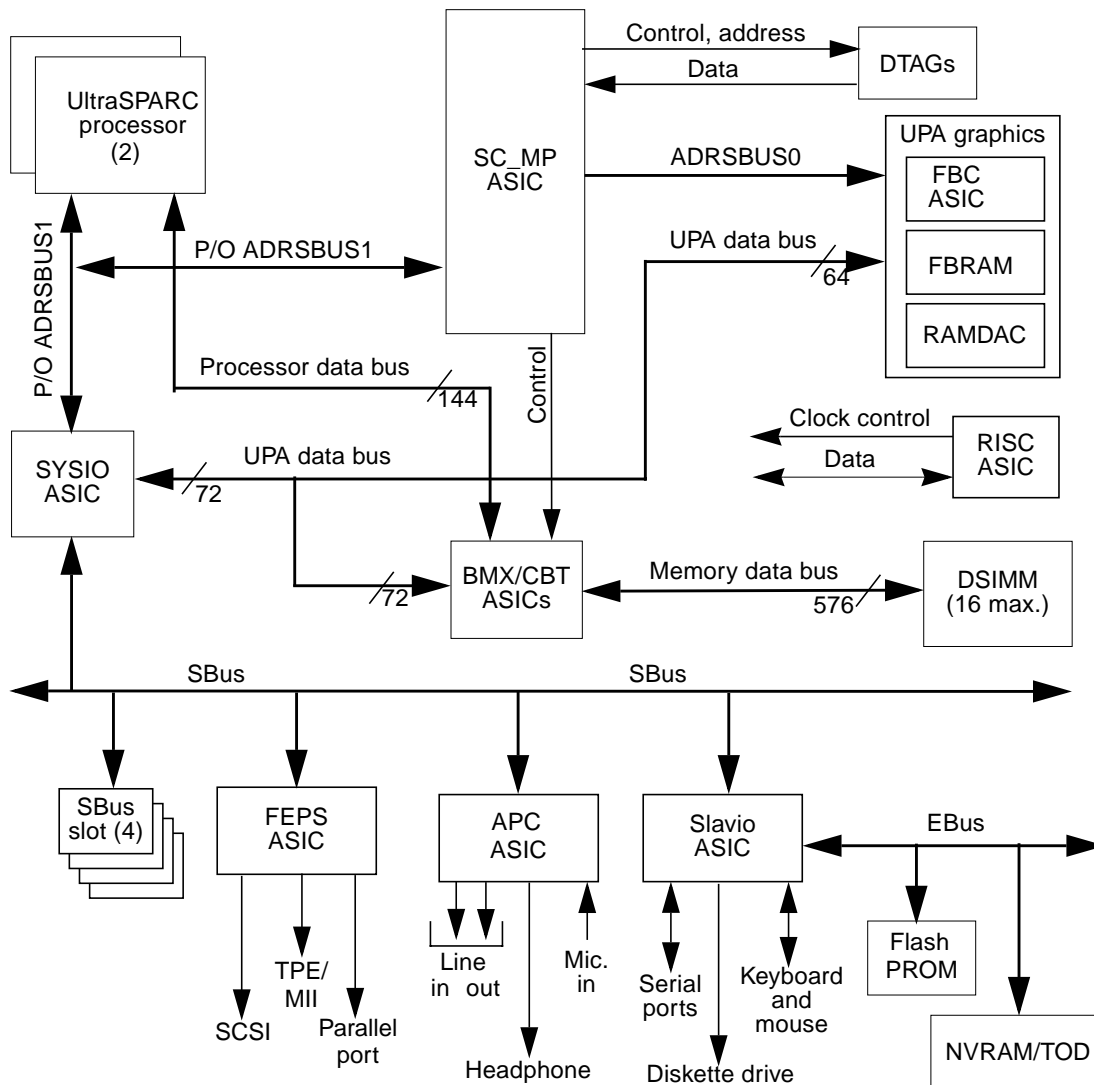 Control, address
Data
DTAGs
UltraSPARC
processor
(2)
SC_MP
ASIC
UPA graphics
ADRSBUS0
FBC
ASIC
P/O ADRSBUS1
UPA data bus
64
FBRAM
P/O ADRSBUS1
RAMDAC
Processor data bus
144
Control
Clock control
Data
RISC
ASIC
SYSIO
ASIC
UPA data bus
72
72
BMX/CBT
ASICs
Memory data bus
576
DSIMM
(16 max.)
SBus
SBus
SBus
slot (4)
FEPS
ASIC
APC
ASIC
Slavio
ASIC
EBus
SCSI
TPE/
MII
Parallel
port
Line
in out
Headphone
Mic.
in
Serial
ports
Diskette drive
Keyboard
and
mouse
Flash
PROM
NVRAM/TOD